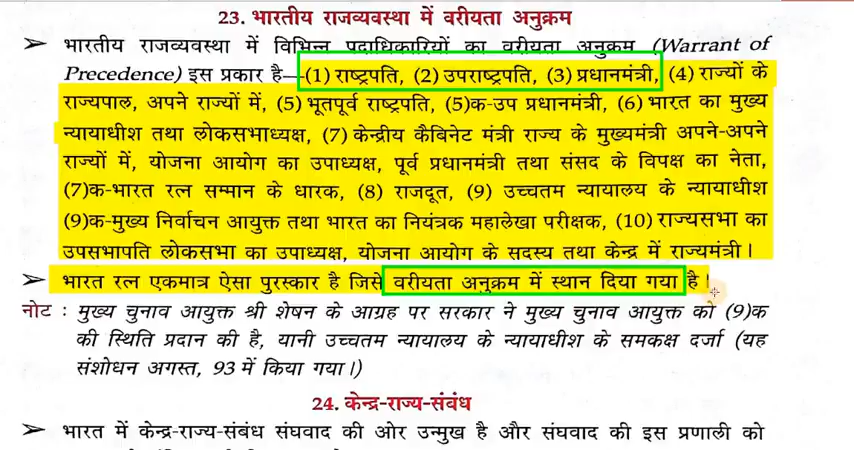 23. भारतीय राजव्यवस्था में वरीयता अनुक्रम
➢ भारतीय राजव्यवस्था में विभिन्न पदाधिकारियों का वरीयता अनुक्रम (Warrant of
Precedence) इस प्रकार है—(1) राष्ट्रपति, (2) उपराष्ट्रपति, (3) प्रधानमंत्री, (4) राज्यों के
राज्यपाल, अपने राज्यों में, (5) भूतपूर्व राष्ट्रपति, (5)क-उप प्रधानमंत्री, (6) भारत का मुख्य
न्यायाधीश तथा लोकसभाध्यक्ष, (7) केन्द्रीय कैबिनेट मंत्री राज्य के मुख्यमंत्री अपने-अपने
राज्यों में, योजना आयोग का उपाध्यक्ष, पूर्व प्रधानमंत्री तथा संसद के विपक्ष का नेता,
(7)क-भारत रत्न सम्मान के धारक, (8) राजदूत, (9) उच्चतम न्यायालय के न्यायाधीश
(9)क-मुख्य निर्वाचन आयुक्त तथा भारत का नियंत्रक महालेखा परीक्षक, (10) राज्यसभा का
उपसभापति लोकसभा का उपाध्यक्ष, योजना आयोग के सदस्य तथा केन्द्र में राज्यमंत्री।
➢ भारत रत्न एकमात्र ऐसा पुरस्कार है जिसे वरीयता अनुक्रम में स्थान दिया गया है।
नोट : मुख्य चुनाव आयुक्त श्री शेषन के आग्रह पर सरकार ने मुख्य चुनाव आयुक्त को (9)क
की स्थिति प्रदान की है, यानी उच्चतम न्यायालय के न्यायाधीश के समकक्ष दर्जा (यह
संशोधन अगस्त, 93 में किया गया।)
24. केन्द्र-राज्य-संबंध
➢ भारत में केन्द्र-राज्य-संबंध संघवाद की ओर उन्मुख है और संघवाद की इस प्रणाली को